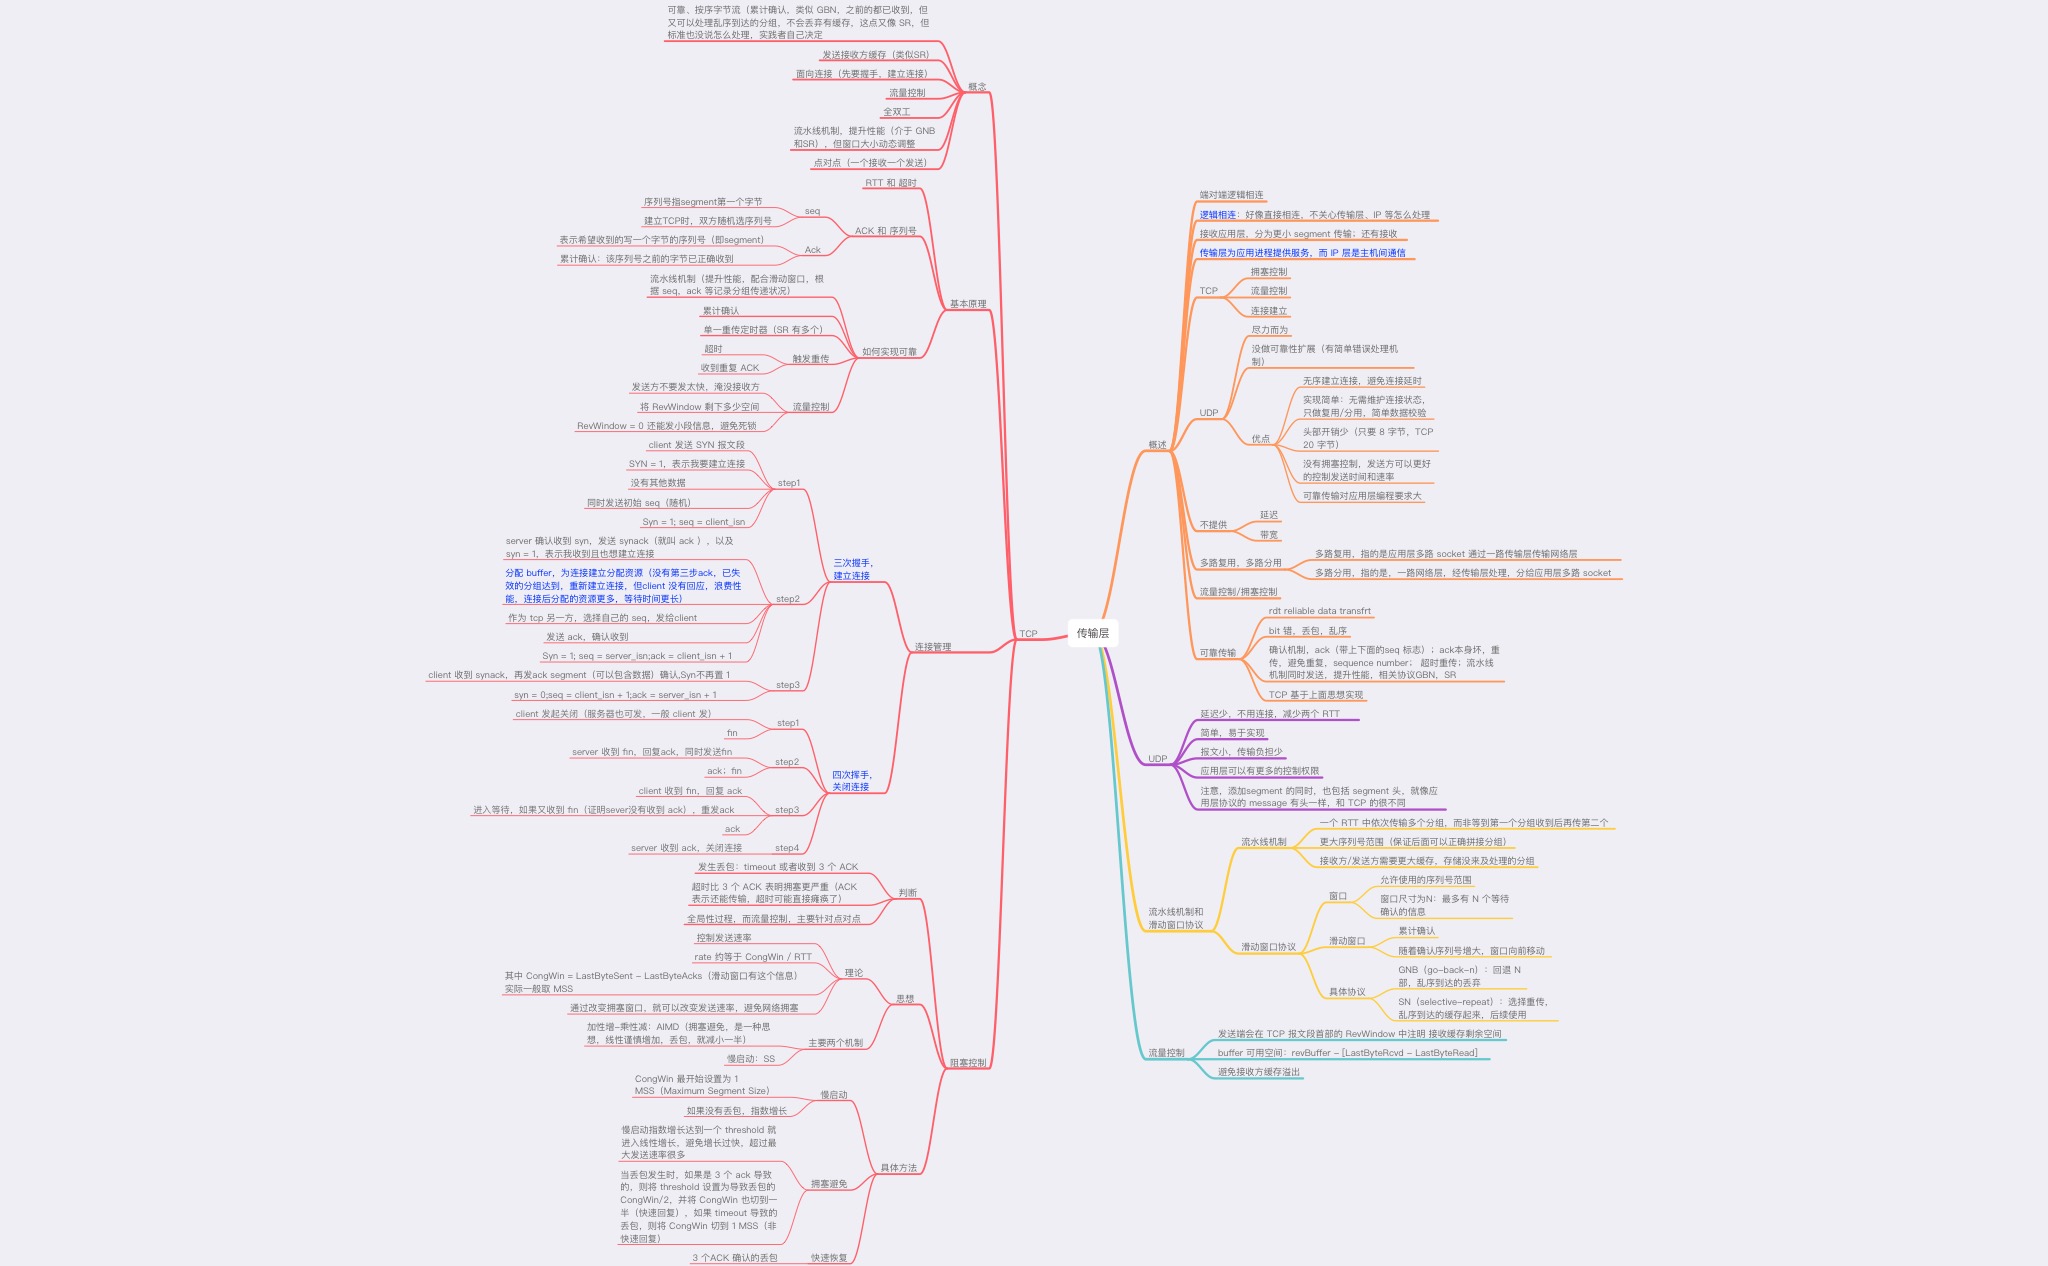 传输层
概述
端对端逻辑相连
逻辑相连：好像直接相连，不关心传输层、IP 等怎么处理
接收应用层，分为更小 segment 传输；还有接收
传输层为应用进程提供服务，而 IP 层是主机间通信
TCP
拥塞控制
流量控制
连接建立
UDP
尽力而为
没做可靠性扩展（有简单错误处理机
制）
优点
无序建立连接，避免连接延时
实现简单：无需维护连接状态，
只做复用/分用，简单数据校验
头部开销少（只要 8 字节，TCP
20 字节）
没有拥塞控制，发送方可以更好
的控制发送时间和速率
可靠传输对应用层编程要求大
不提供
延迟
带宽
多路复用，多路分用
多路复用，指的是应用层多路 socket 通过一路传输层传输网络层
多路分用，指的是，一路网络层，经传输层处理，分给应用层多路 socket
流量控制/拥塞控制
可靠传输
rdt reliable data transfrt
bit 错，丢包，乱序
确认机制，ack（带上下面的seq 标志）；ack本身坏，重
传，避免重复，sequence number； 超时重传；流水线
机制同时发送，提升性能，相关协议GBN，SR
TCP 基于上面思想实现
UDP
延迟少，不用连接，减少两个 RTT
简单，易于实现
报文小，传输负担少
应用层可以有更多的控制权限
注意，添加segment 的同时，也包括 segment 头，就像应
用层协议的 message 有头一样，和 TCP 的很不同
流水线机制和
滑动窗口协议
流水线机制
一个 RTT 中依次传输多个分组，而非等到第一个分组收到后再传第二个
更大序列号范围（保证后面可以正确拼接分组）
接收方/发送方需要更大缓存，存储没来及处理的分组
滑动窗口协议
窗口
允许使用的序列号范围
窗口尺寸为N：最多有 N 个等待
确认的信息
滑动窗口
累计确认
随着确认序列号增大，窗口向前移动
具体协议
GNB（go-back-n）：回退 N
部，乱序到达的丢弃
SN（selective-repeat）：选择重传，
乱序到达的缓存起来，后续使用
流量控制
发送端会在 TCP 报文段首部的 RevWindow 中注明 接收缓存剩余空间
buffer 可用空间：revBuffer - [LastByteRcvd - LastByteRead]
避免接收方缓存溢出
TCP
概念
可靠、按序字节流（累计确认，类似 GBN，之前的都已收到，但
又可以处理乱序到达的分组，不会丢弃有缓存，这点又像 SR，但
标准也没说怎么处理，实践者自己决定
发送接收方缓存（类似SR）
面向连接（先要握手，建立连接）
流量控制
全双工
流水线机制，提升性能（介于 GNB
和SR），但窗口大小动态调整
点对点（一个接收一个发送）
基本原理
RTT 和 超时
ACK 和 序列号
seq
序列号指segment第一个字节
建立TCP时，双方随机选序列号
Ack
表示希望收到的写一个字节的序列号（即segment）
累计确认：该序列号之前的字节已正确收到
如何实现可靠
流水线机制（提升性能，配合滑动窗口，根
据 seq，ack 等记录分组传递状况）
累计确认
单一重传定时器（SR 有多个）
触发重传
超时
收到重复 ACK
流量控制
发送方不要发太快，淹没接收方
将 RevWindow 剩下多少空间
RevWindow = 0 还能发小段信息，避免死锁
连接管理
三次握手，
建立连接
step1
client 发送 SYN 报文段
SYN = 1，表示我要建立连接
没有其他数据
同时发送初始 seq（随机）
Syn = 1; seq = client_isn
step2
server 确认收到 syn，发送 synack（就叫 ack ），以及
syn = 1，表示我收到且也想建立连接
分配 buffer，为连接建立分配资源（没有第三步ack，已失
效的分组达到，重新建立连接，但client 没有回应，浪费性
能，连接后分配的资源更多，等待时间更长）
作为 tcp 另一方，选择自己的 seq，发给client
发送 ack，确认收到
Syn = 1; seq = server_isn;ack = client_isn + 1
step3
client 收到 synack，再发ack segment（可以包含数据）确认,Syn不再置 1
syn = 0;seq = client_isn + 1;ack = server_isn + 1
四次挥手，
关闭连接
step1
client 发起关闭（服务器也可发，一般 client 发）
fin
step2
server 收到 fin，回复ack，同时发送fin
ack；fin
step3
client 收到 fin，回复 ack
进入等待，如果又收到 fin（证明sever没有收到 ack），重发ack
ack
step4
server 收到 ack，关闭连接
阻塞控制
判断
发生丢包：timeout 或者收到 3 个 ACK
超时比 3 个 ACK 表明拥塞更严重（ACK
表示还能传输，超时可能直接瘫痪了）
全局性过程，而流量控制，主要针对点对点
思想
理论
控制发送速率
rate 约等于 CongWin / RTT
其中 CongWin = LastByteSent - LastByteAcks（滑动窗口有这个信息）
实际一般取 MSS
通过改变拥塞窗口，就可以改变发送速率，避免网络拥塞
主要两个机制
加性增-乘性减：AIMD（拥塞避免，是一种思
想，线性谨慎增加，丢包，就减小一半）
慢启动：SS
具体方法
慢启动
CongWin 最开始设置为 1
MSS（Maximum Segment Size）
如果没有丢包，指数增长
拥塞避免
慢启动指数增长达到一个 threshold 就
进入线性增长，避免增长过快，超过最
大发送速率很多
当丢包发生时，如果是 3 个 ack 导致
的，则将 threshold 设置为导致丢包的
CongWin/2，并将 CongWin 也切到一
半（快速回复），如果 timeout 导致的
丢包，则将 CongWin 切到 1 MSS（非
快速回复）
快速恢复
3 个ACK 确认的丢包